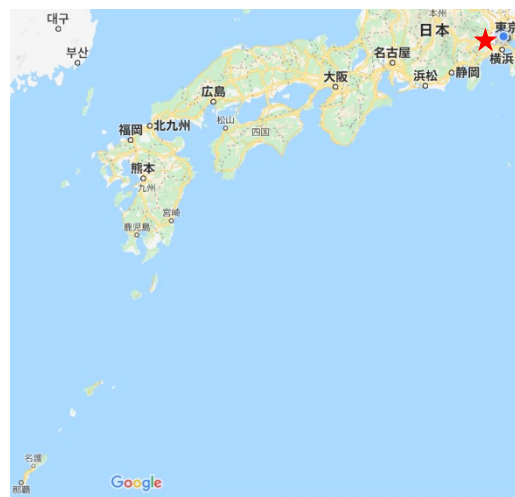 대구
본州
日本
東京
부산
名古屋
横浜
大阪
浜松
静岡
広島
福岡
北九州
松山
四国
熊本
九州
宮崎
鹿児島
名護
那覇
Google